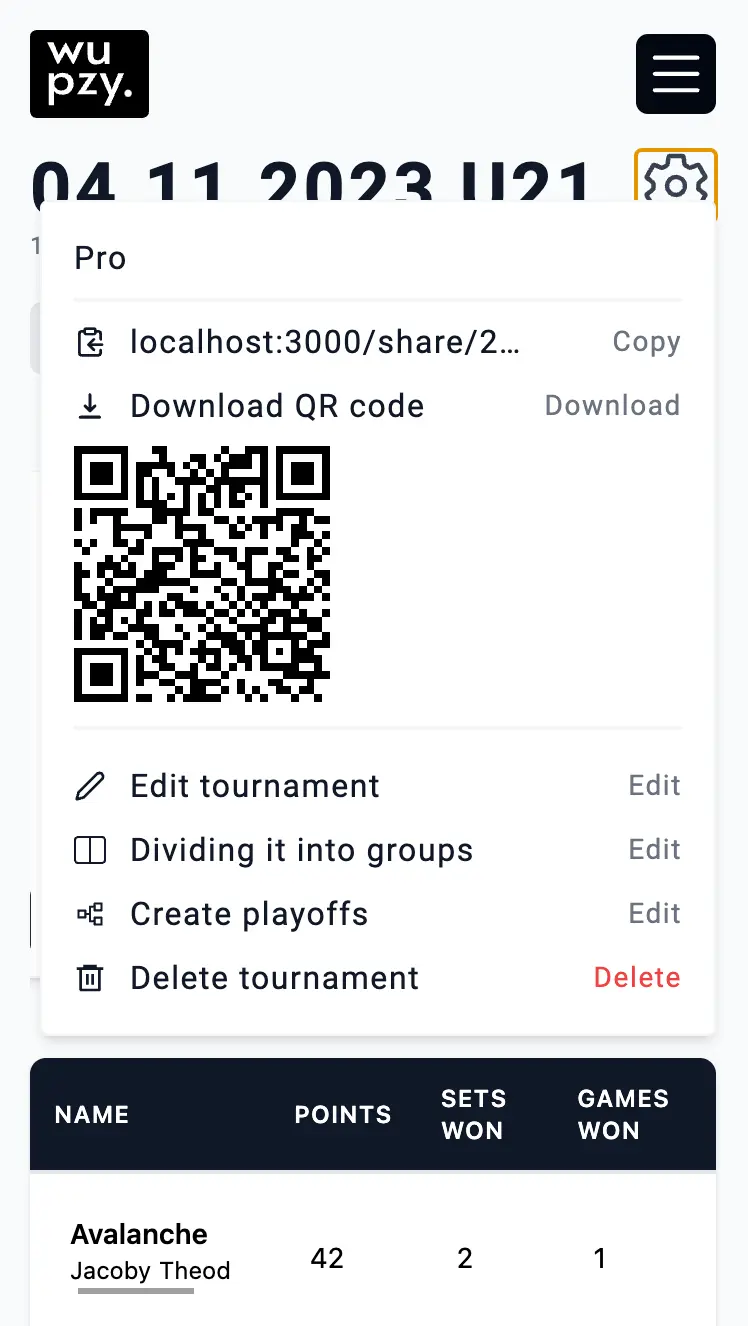 wu
pzy.
04 11 2023 U21
1
Pro
localhost:3000/share/2... Copy
Download QR code Download
Edit tournament Edit
Dividing it into groups Edit
Create playoffs Edit
Delete tournament Delete
NAME POINTS SETS WON GAMES WON
Avalanche
Jacoby Theod 42 2 1